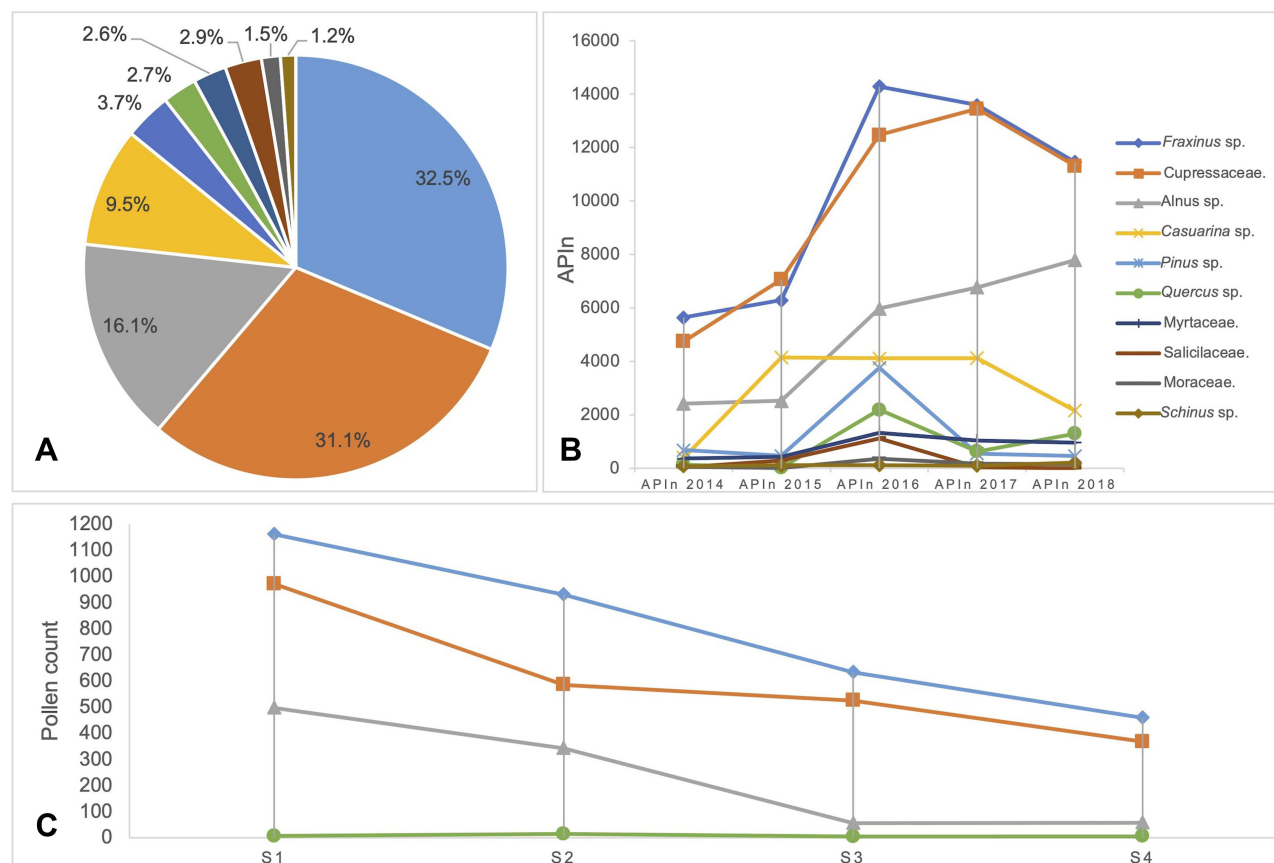 2.6%
2.9%
1.5%
1.2%
2.7%
3.7%
32.5%
9.5%
16.1%
31.1%
A
16000
14000
12000
10000
8000
6000
4000
2000
0
APIn
APIn 2014
APIn 2015
APIn 2016
APIn 2017
APIn 2018
Fraxinus sp.
Cupressaceae.
Alnus sp.
Casuarina sp.
Pinus sp.
Quercus sp.
Myrtaceae.
Salicilaceae.
Moraceae.
Schinus sp.
B
1200
1100
1000
900
800
700
600
500
400
300
200
100
0
Pollen count
S1
S2
S3
S4
C